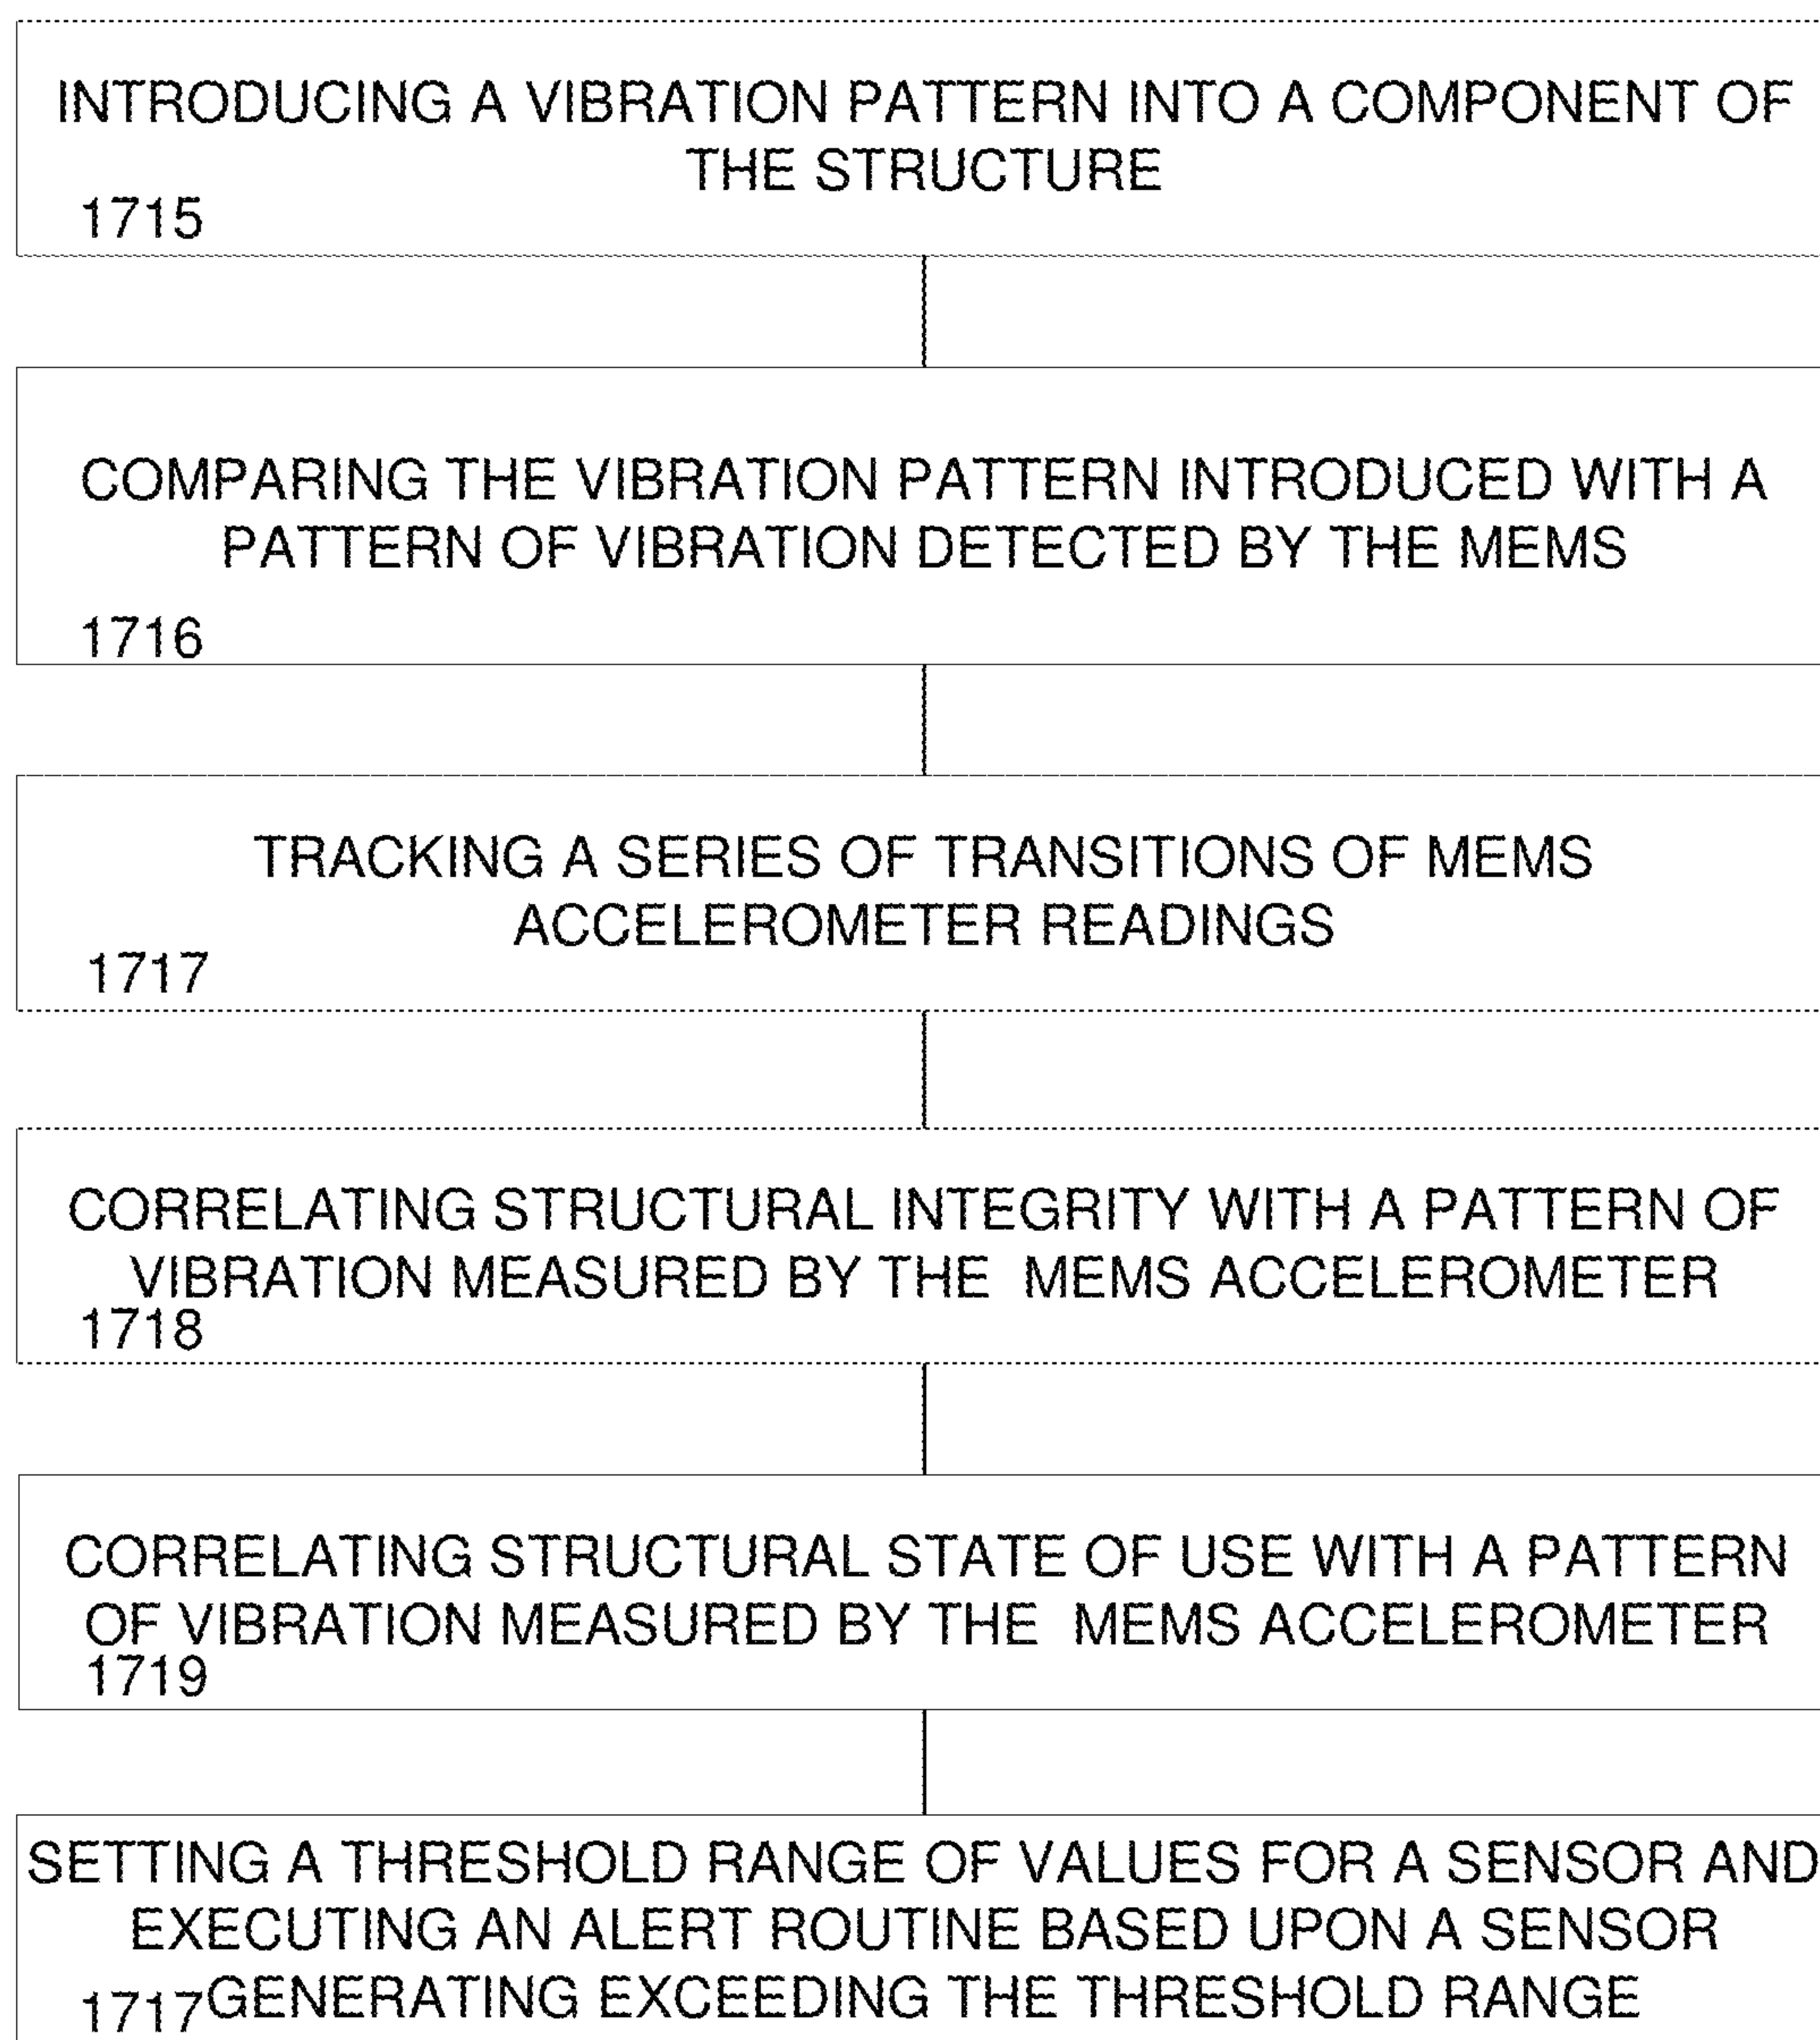 INTRODUCING A VIBRATION PATTERN INTO A COMPONENT OF
THE STRUCTURE
1715
COMPARING THE VIBRATION PATTERN INTRODUCED WITH A
PATTERN OF VIBRATION DETECTED BY THE MEMS
1716
TRACKING A SERIES OF TRANSITIONS OF MEMS
ACCELEROMETER READINGS
1717
CORRELATING STRUCTURAL INTEGRITY WITH A PATTERN OF
VIBRATION MEASURED BY THE MEMS ACCELEROMETER
1718
CORRELATING STRUCTURAL STATE OF USE WITH A PATTERN
OF VIBRATION MEASURED BY THE MEMS ACCELEROMETER
1719
SETTING A THRESHOLD RANGE OF VALUES FOR A SENSOR AND
EXECUTING AN ALERT ROUTINE BASED UPON A SENSOR
1717 GENERATING EXCEEDING THE THRESHOLD RANGE